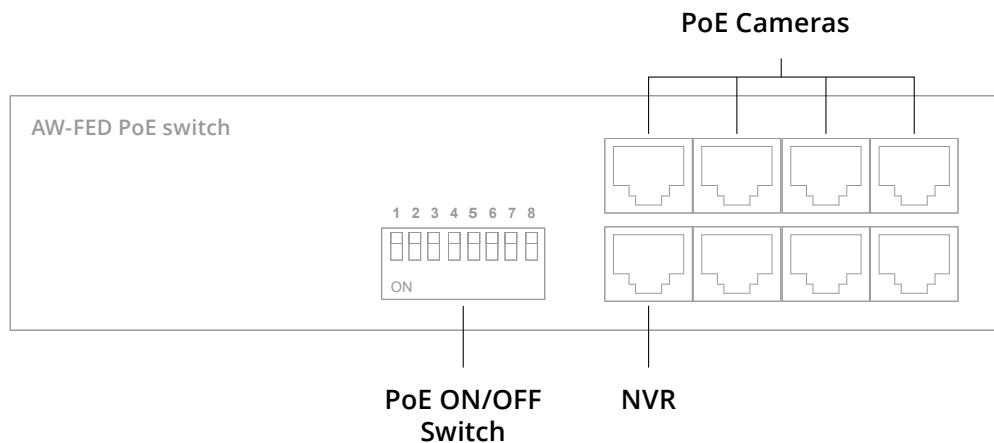 PoE Cameras
AW-FED PoE switch
1 2 3 4 5 6 7 8
ON
PoE ON/OFF
Switch
NVR